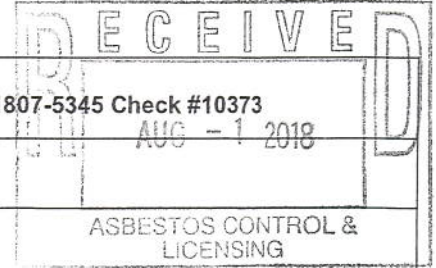 RECEIVED
807-5345 Check #10373
AUG - 1 2018
ASBESTOS CONTROL &
LICENSING